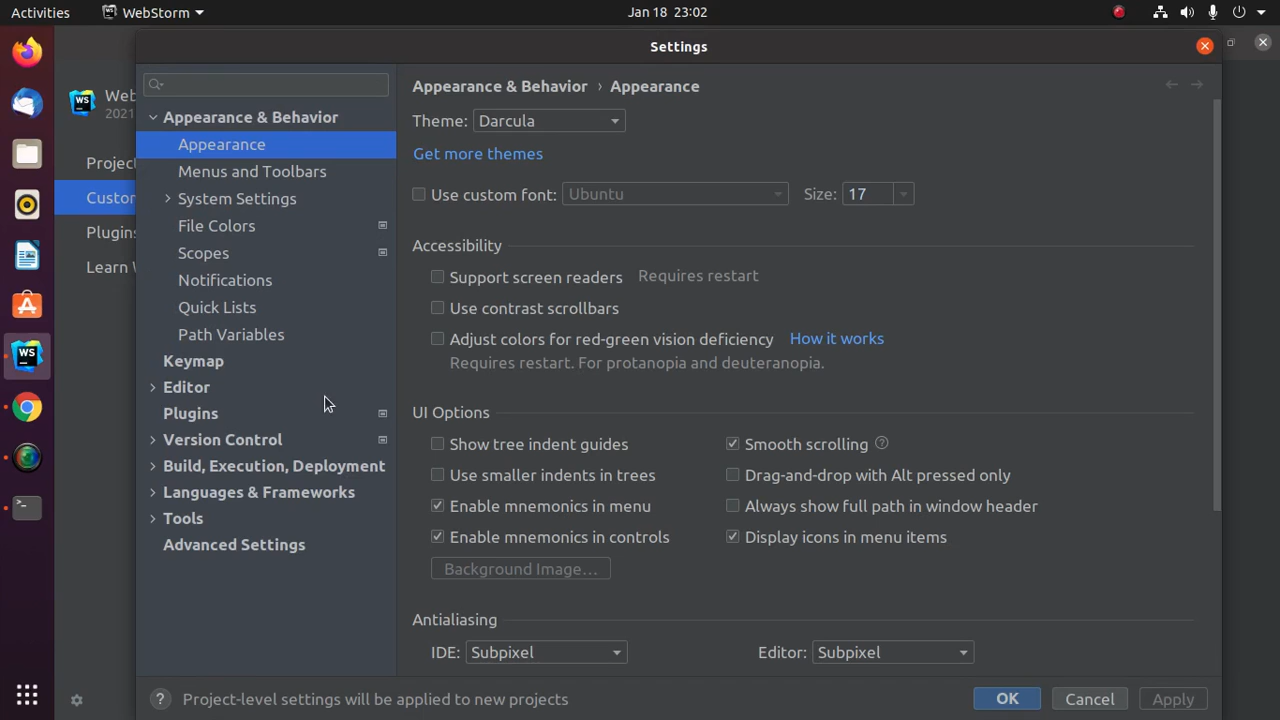 Activities WebStorm Jan 18 23:02
Settings
WS Web
2021
Project
Custor
Plugins
Learn W
Appearance & Behavior
Appearance
Menus and Toolbars
System Settings
File Colors
Scopes
Notifications
Quick Lists
Path Variables
Keymap
Editor
Plugins
Version Control
Build, Execution, Deployment
Languages & Frameworks
Tools
Advanced Settings
Appearance & Behavior › Appearance
Theme: Darcula
Get more themes
Use custom font: Ubuntu Size: 17
Accessibility
Support screen readers Requires restart
Use contrast scrollbars
Adjust colors for red-green vision deficiency How it works
Requires restart. For protanopia and deuteranopia.
UI Options
Show tree indent guides Smooth scrolling ?
Use smaller indents in trees Drag-and-drop with Alt pressed only
Enable mnemonics in menu Always show full path in window header
Enable mnemonics in controls Display icons in menu items
Background Image...
Antialiasing
IDE: Subpixel Editor: Subpixel
? Project-level settings will be applied to new projects OK Cancel Apply
WS